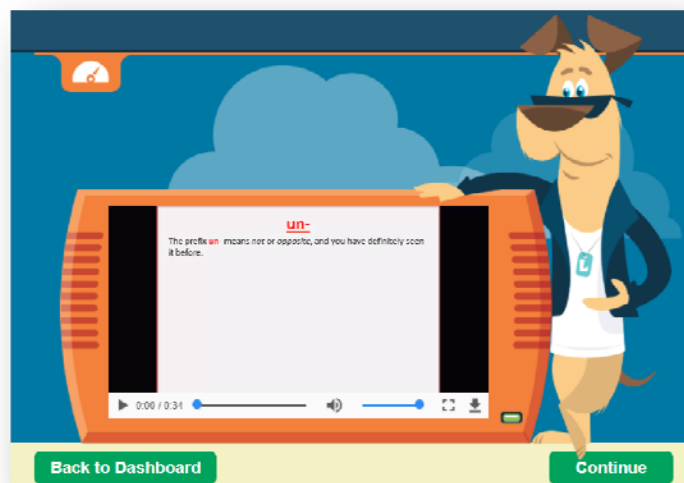 un-
The prefix un- means not or opposite, and you have definitely seen
it before.
0:00 / 0:34
L
Back to Dashboard
Continue